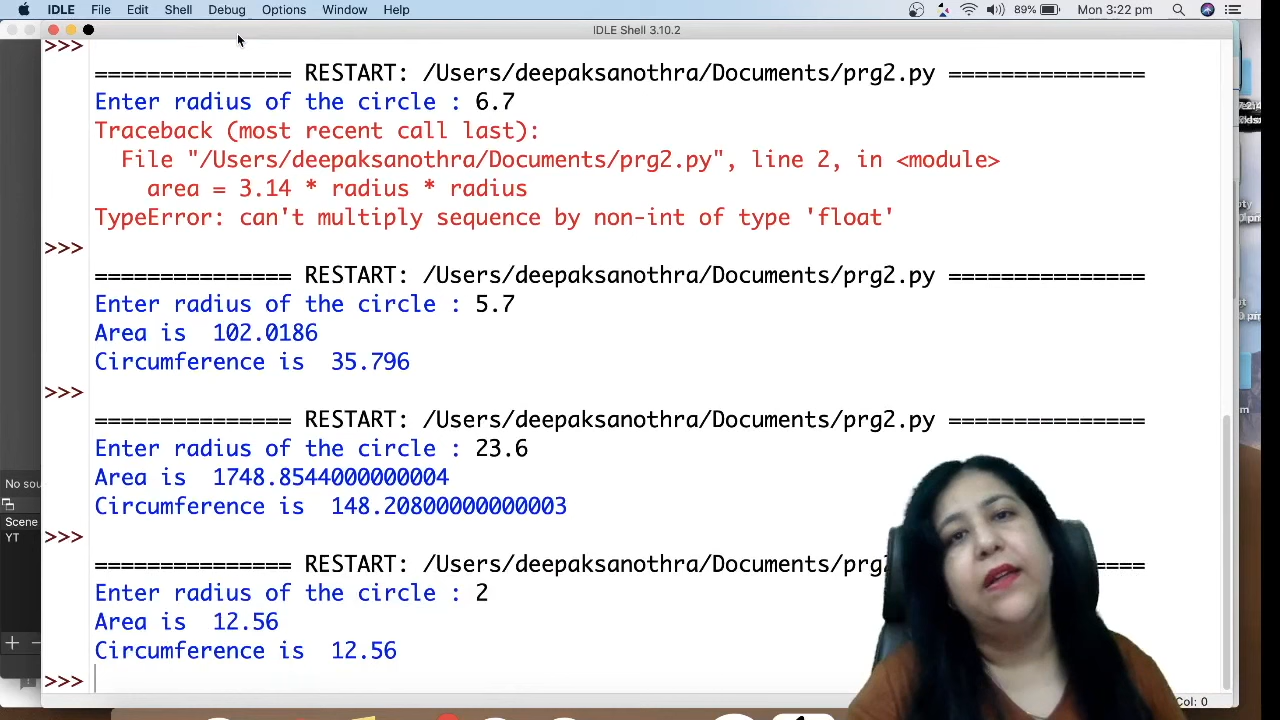 IDLE File Edit Shell Debug Options Window Help 89% Mon 3:22 pm
IDLE Shell 3.10.2
>>>
=============== RESTART: /Users/deepaksanothra/Documents/prg2.py ===============
Enter radius of the circle : 6.7
Traceback (most recent call last):
File "/Users/deepaksanothra/Documents/prg2.py", line 2, in <module>
area = 3.14 * radius * radius
TypeError: can't multiply sequence by non-int of type 'float'
>>>
=============== RESTART: /Users/deepaksanothra/Documents/prg2.py ===============
Enter radius of the circle : 5.7
Area is  102.0186
Circumference is  35.796
>>>
=============== RESTART: /Users/deepaksanothra/Documents/prg2.py ===============
Enter radius of the circle : 23.6
Area is  1748.8544000000004
Circumference is  148.20800000000003
>>>
=============== RESTART: /Users/deepaksanothra/Documents/prg ====
Enter radius of the circle : 2
Area is  12.56
Circumference is  12.56
>>>
Col: 0
No sou
Scene
YT